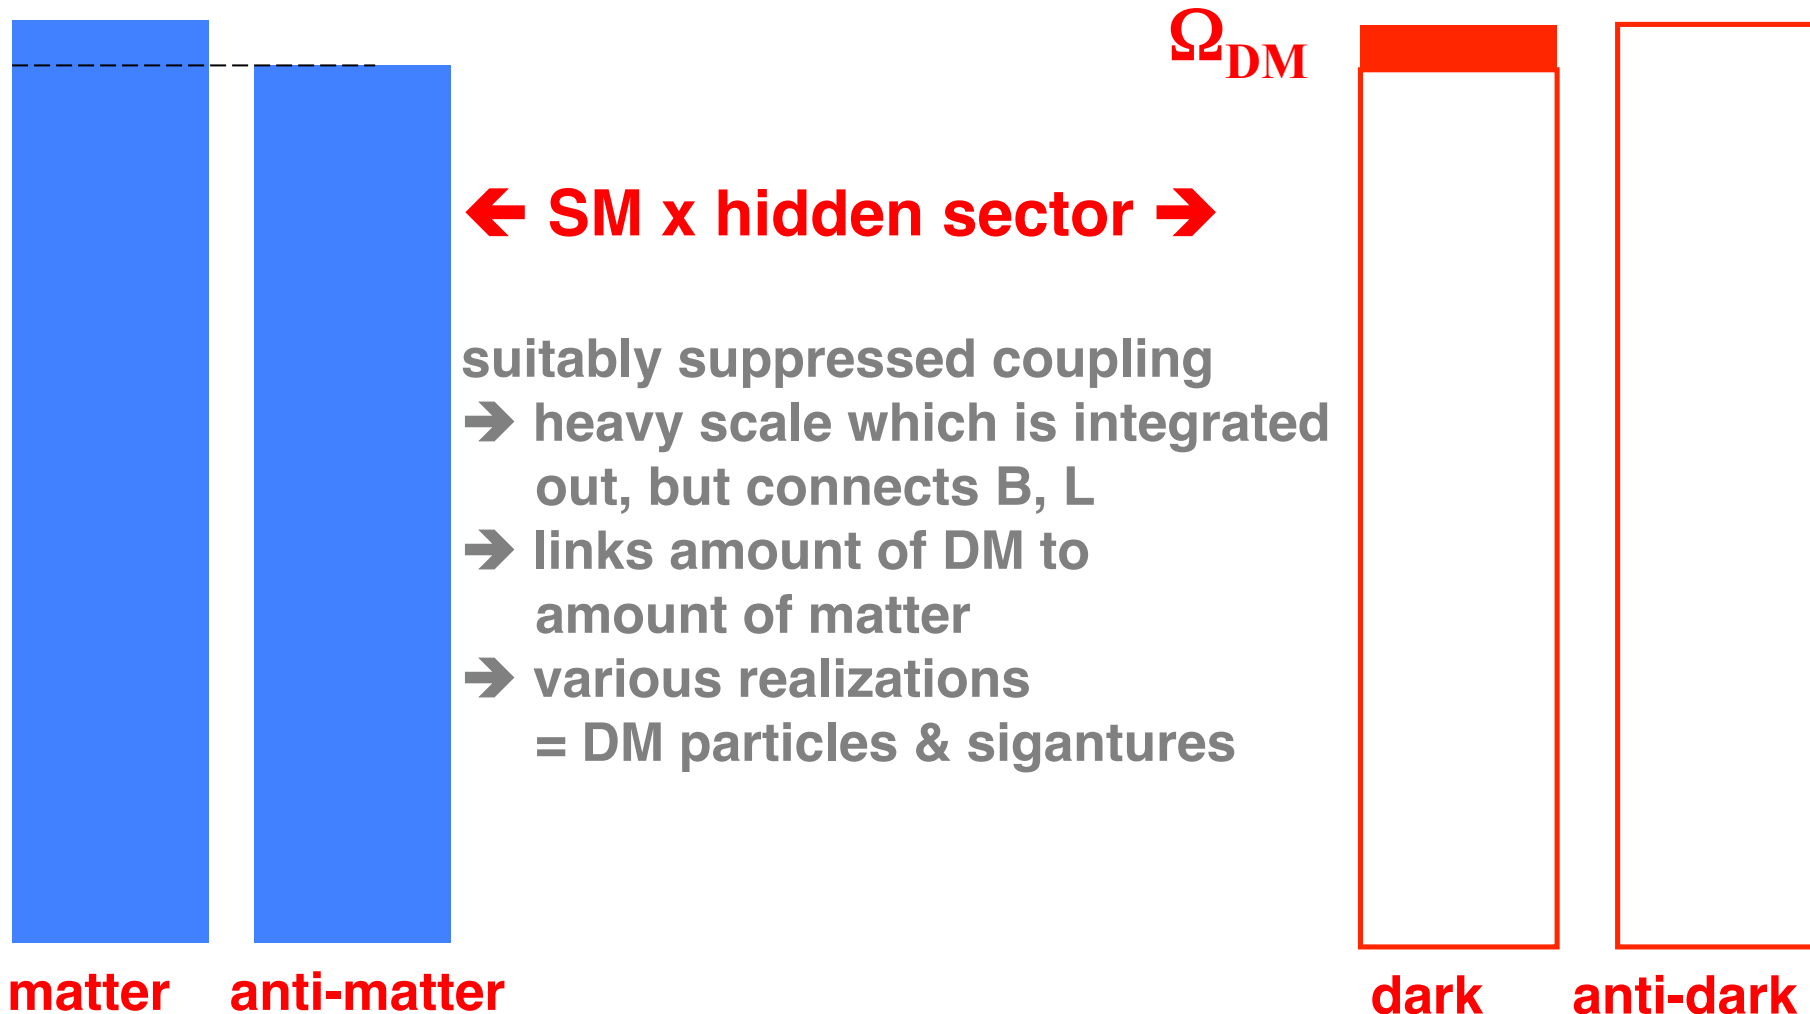 Ω_DM
🡸 SM x hidden sector 🡺
suitably suppressed coupling
🡺 heavy scale which is integrated
out, but connects B, L
🡺 links amount of DM to
amount of matter
🡺 various realizations
= DM particles & sigantures
matter anti-matter dark anti-dark